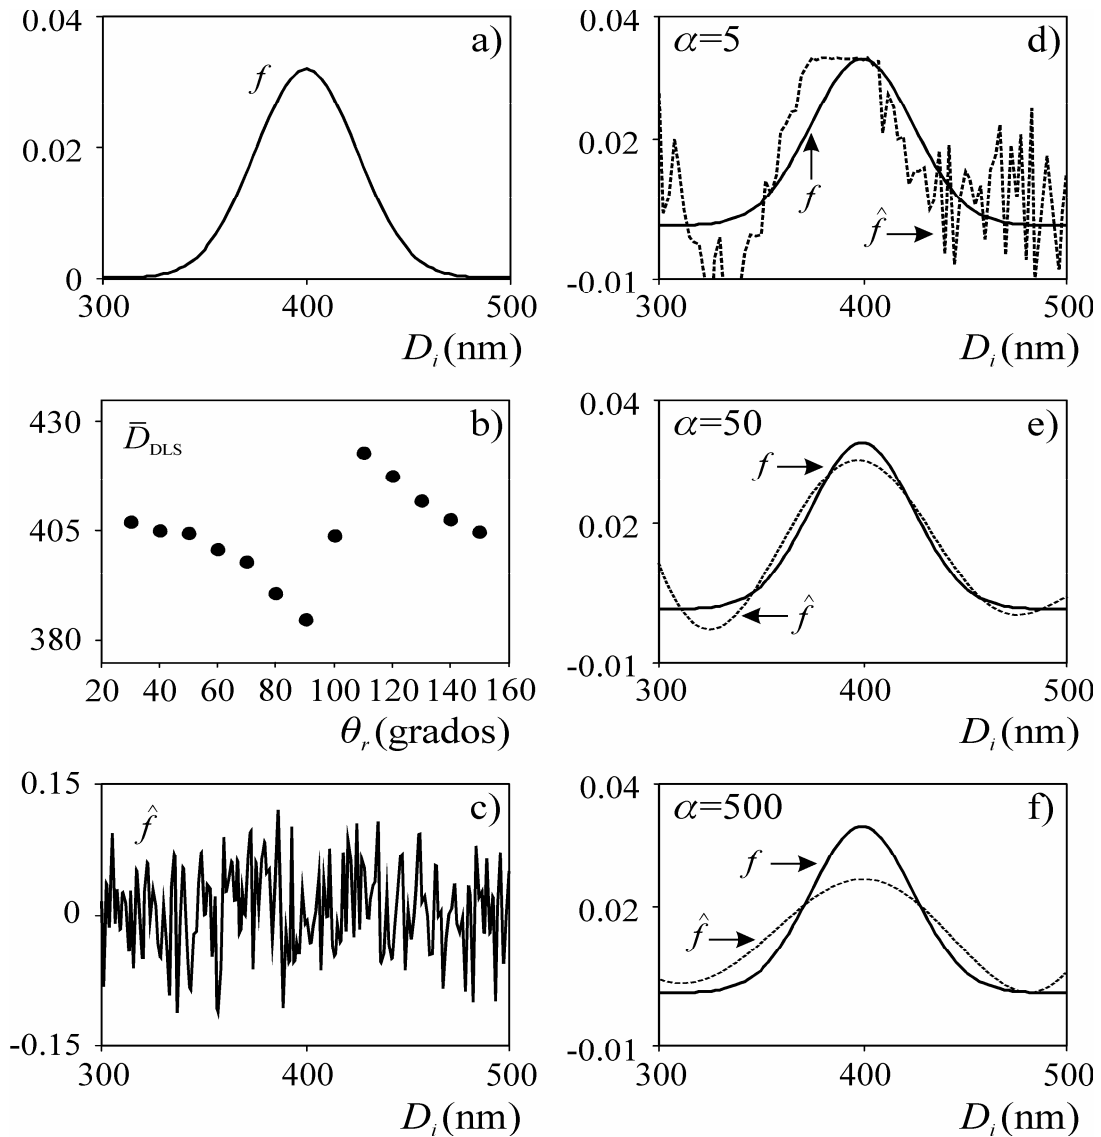 0.04
a)
f
0.02
0
300
400
500
D_i (nm)
0.04
α=5
d)
0.02
f
f̂
-0.01
300
400
500
D_i (nm)
430
D̄_DLS
b)
405
380
20 40 60 80 100 120 140 160
θ_r (grados)
0.04
α=50
e)
f
0.02
f̂
-0.01
300
400
500
D_i (nm)
0.15
f̂
c)
0
-0.15
300
400
500
D_i (nm)
0.04
α=500
f)
f
0.02
f̂
-0.01
300
400
500
D_i (nm)